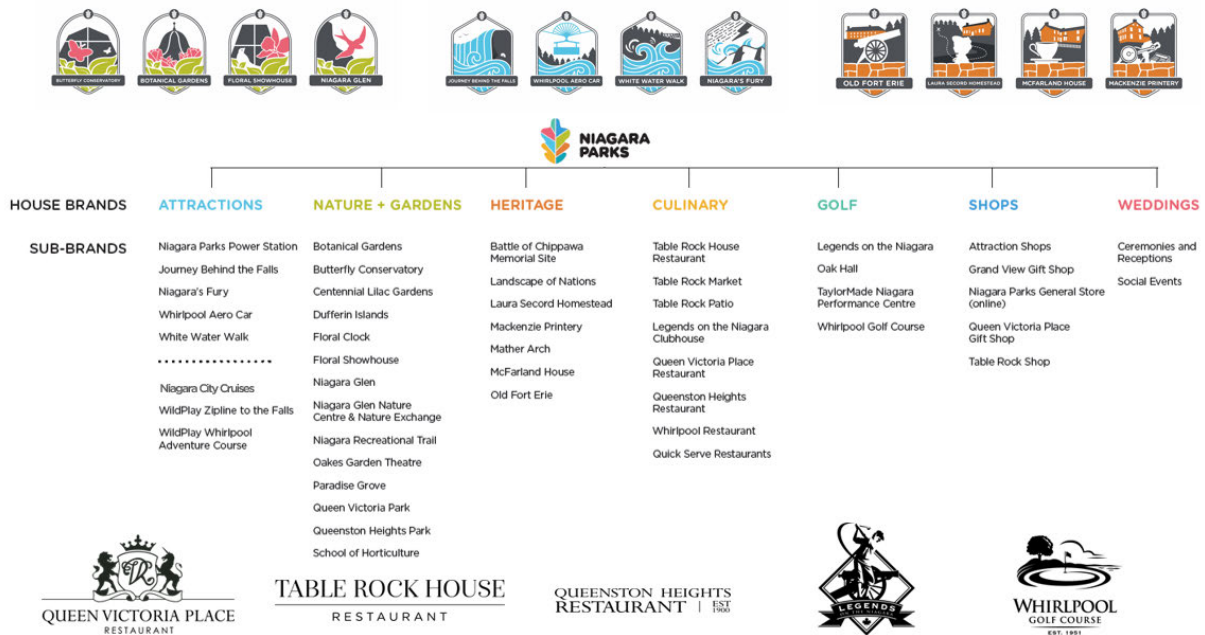 BUTTERFLY CONSERVATORY
BOTANICAL GARDENS
FLORAL SHOWHOUSE
NIAGARA GLEN
JOURNEY BEHIND THE FALLS
WHIRLPOOL AERO CAR
WHITE WATER WALK
NIAGARA'S FURY
OLD FORT ERIE
LAURA SECORD HOMESTEAD
MCFARLAND HOUSE
MACKENZIE PRINTERY
NIAGARA
PARKS
HOUSE BRANDS
ATTRACTIONS
NATURE + GARDENS
HERITAGE
CULINARY
GOLF
SHOPS
WEDDINGS
SUB-BRANDS
Niagara Parks Power Station
Journey Behind the Falls
Niagara's Fury
Whirlpool Aero Car
White Water Walk
Niagara City Cruises
WildPlay Zipline to the Falls
WildPlay Whirlpool
Adventure Course
Botanical Gardens
Butterfly Conservatory
Centennial Lilac Gardens
Dufferin Islands
Floral Clock
Floral Showhouse
Niagara Glen
Niagara Glen Nature
Centre & Nature Exchange
Niagara Recreational Trail
Oakes Garden Theatre
Paradise Grove
Queen Victoria Park
Queenston Heights Park
School of Horticulture
Battle of Chippawa
Memorial Site
Landscape of Nations
Laura Secord Homestead
Mackenzie Printery
Mather Arch
McFarland House
Old Fort Erie
Table Rock House
Restaurant
Table Rock Market
Table Rock Patio
Legends on the Niagara
Clubhouse
Queen Victoria Place
Restaurant
Queenston Heights
Restaurant
Whirlpool Restaurant
Quick Serve Restaurants
Legends on the Niagara
Oak Hall
TaylorMade Niagara
Performance Centre
Whirlpool Golf Course
Attraction Shops
Grand View Gift Shop
Niagara Parks General Store
(online)
Queen Victoria Place
Gift Shop
Table Rock Shop
Ceremonies and
Receptions
Social Events
VR
QUEEN VICTORIA PLACE
RESTAURANT
TABLE ROCK HOUSE
RESTAURANT
QUEENSTON HEIGHTS
RESTAURANT | EST 1900
LEGENDS
ON THE NIAGARA
WHIRLPOOL
GOLF COURSE
EST. 1951